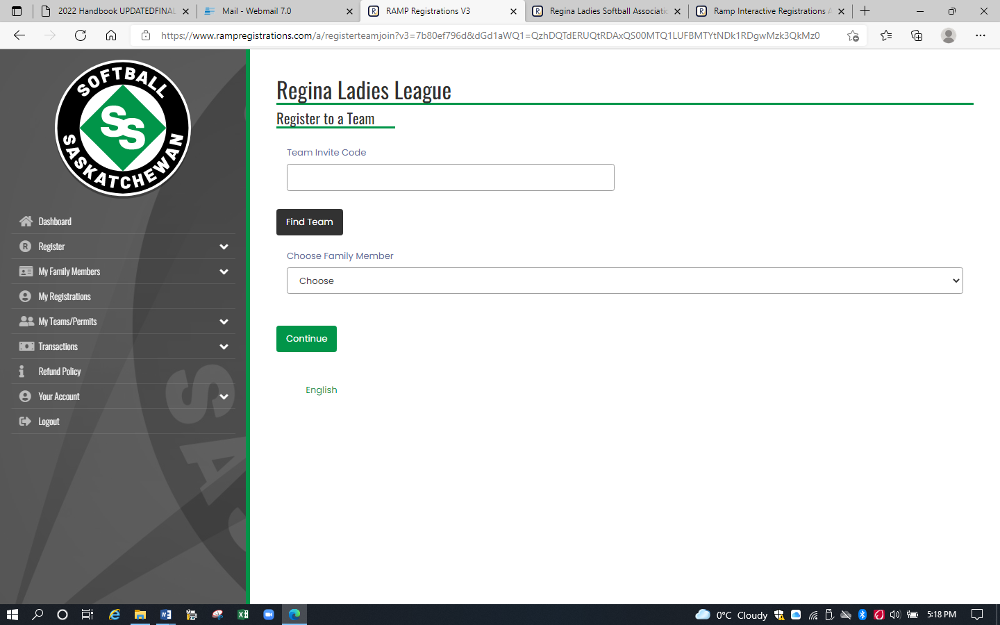 2022 Handbook UPDATEDFINAL
Mail - Webmail 7.0
RAMP Registrations V3
Regina Ladies Softball Associatio
Ramp Interactive Registrations A
https://www.rampregistrations.com/a/registerteamjoin?v3=7b80ef796d&dGd1aWQ1=QzhDQTdERUQtRDAxQS00MTQ1LUFBMTYtNDk1RDgwMzk3QkMz0
SOFTBALL
SS
SASKATCHEWAN
Dashboard
Register
My Family Members
My Registrations
My Teams/Permits
Transactions
Refund Policy
Your Account
Logout
Regina Ladies League
Register to a Team
Team Invite Code
Find Team
Choose Family Member
Choose
Continue
English
0°C Cloudy
5:18 PM